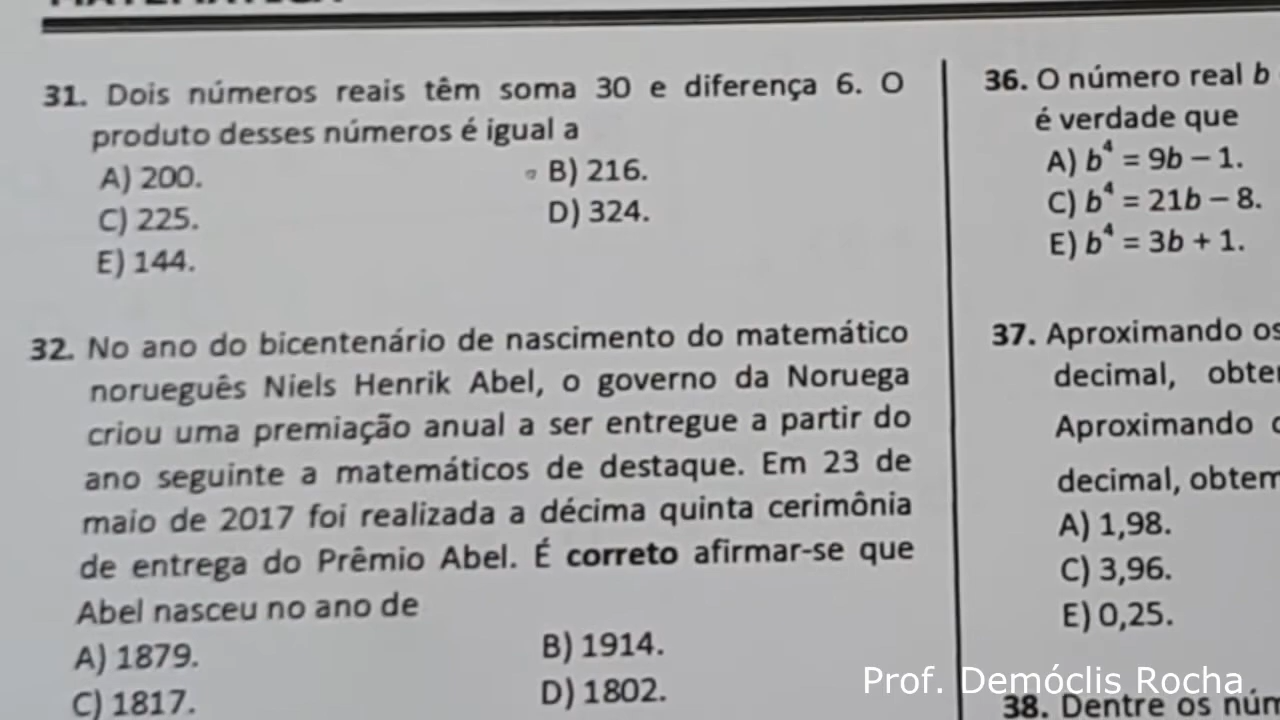 31. Dois números reais têm soma 30 e diferença 6. O
produto desses números é igual a
A) 200.
B) 216.
C) 225.
D) 324.
E) 144.
32. No ano do bicentenário de nascimento do matemático
norueguês Niels Henrik Abel, o governo da Noruega
criou uma premiação anual a ser entregue a partir do
ano seguinte a matemáticos de destaque. Em 23 de
maio de 2017 foi realizada a décima quinta cerimônia
de entrega do Prêmio Abel. É correto afirmar-se que
Abel nasceu no ano de
A) 1879.
B) 1914.
C) 1817.
D) 1802.
36. O número real b
é verdade que
A) b⁴ = 9b – 1.
C) b⁴ = 21b – 8.
E) b⁴ = 3b + 1.
37. Aproximando os
decimal,
Aproximando
decimal,
A) 1,98.
C) 3,96.
E) 0,25.
38. Dentre os
Prof. Demóclis Rocha